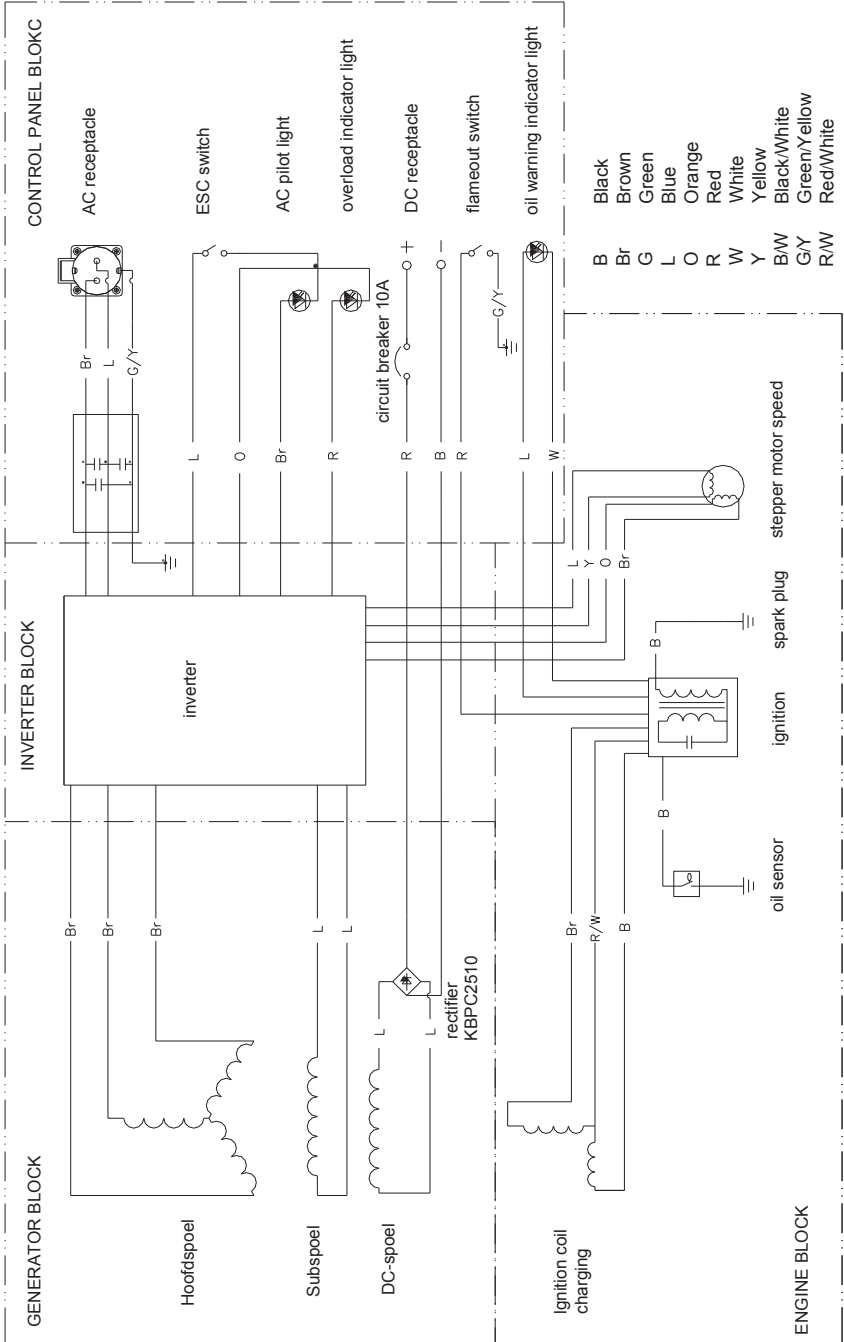 GENERATOR BLOCK
INVERTER BLOCK
CONTROL PANEL BLOKC
Hoofdspoel
Subspoel
DC-spoel
Br
Br
Br
L
L
L
L
rectifier
KBPC2510
inverter
Br
L
G/Y
L
O
Br
R
circuit breaker 10A
R
B
R
L
W
G/Y
+
−
AC receptacle
ESC switch
AC pilot light
overload indicator light
DC receptacle
flameout switch
oil warning indicator light
ENGINE BLOCK
Ignition coil
charging
Br
R/W
B
B
B
L
Y
O
Br
oil sensor
ignition
spark plug
stepper motor speed
B Black
Br Brown
G Green
L Blue
O Orange
R Red
W White
Y Yellow
B/W Black/White
G/Y Green/Yellow
R/W Red/White